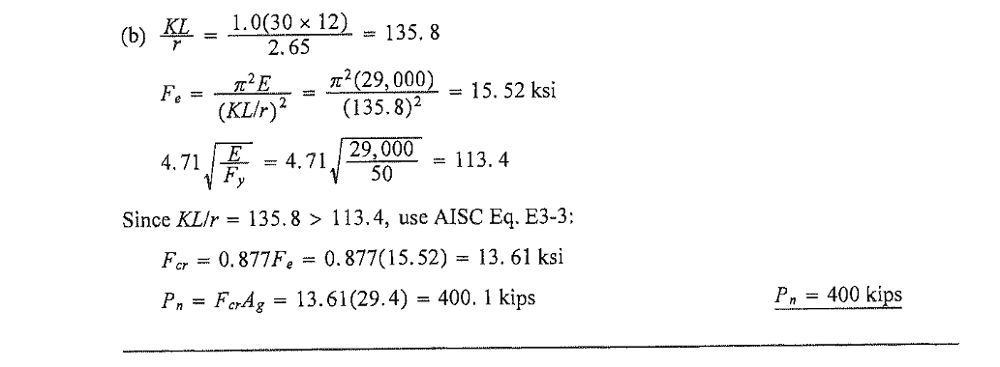 (b) KL/r = 1.0(30 × 12)/2.65 = 135.8
F_e = π²E/(KL/r)² = π²(29,000)/(135.8)² = 15.52 ksi
4.71√(E/F_y) = 4.71√(29,000/50) = 113.4
Since KL/r = 135.8 > 113.4, use AISC Eq. E3-3:
F_cr = 0.877F_e = 0.877(15.52) = 13.61 ksi
P_n = F_crA_g = 13.61(29.4) = 400.1 kips P_n = 400 kips